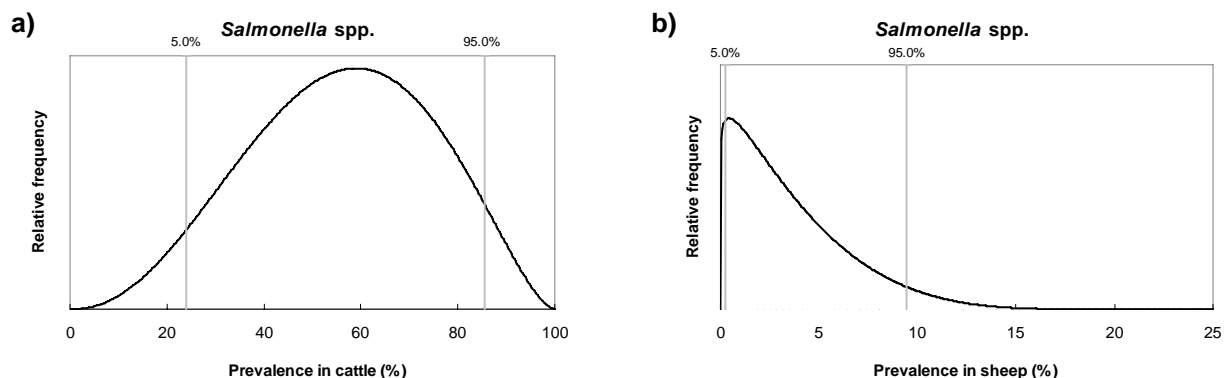 a)
Salmonella spp.
5.0%
95.0%
Relative frequency
0
20
40
60
80
100
Prevalence in cattle (%)
b)
Salmonella spp.
5.0%
95.0%
Relative frequency
0
5
10
15
20
25
Prevalence in sheep (%)